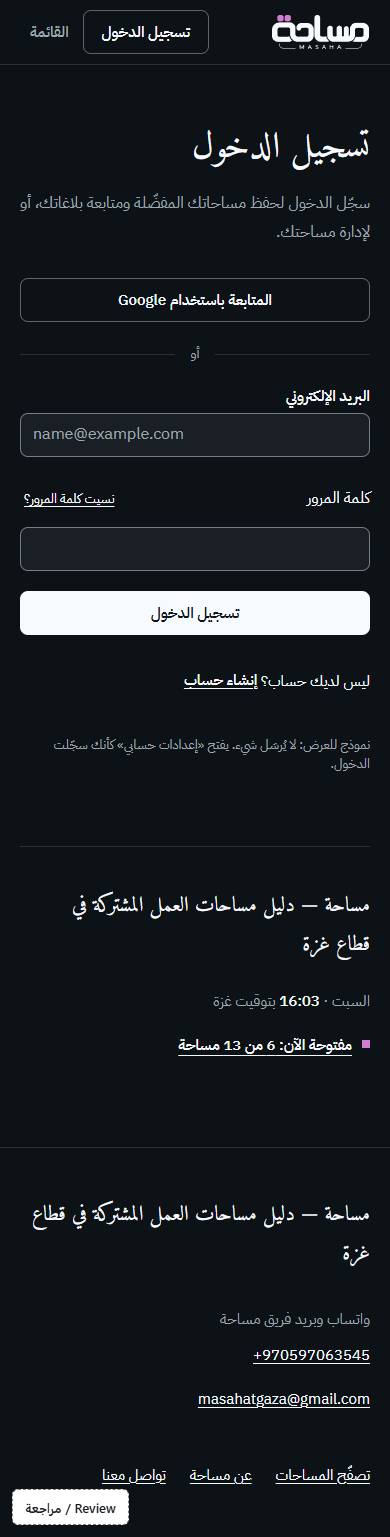 مساحة
MASAHA
تسجيل الدخول
القائمة
تسجيل الدخول
سجّل الدخول لحفظ مساحاتك المفضّلة ومتابعة بلاغاتك، أو
لإدارة مساحتك.
المتابعة باستخدام Google
أو
البريد الإلكتروني
name@example.com
كلمة المرور
نسيت كلمة المرور؟
تسجيل الدخول
ليس لديك حساب؟ إنشاء حساب
نموذج للعرض: لا يُرسَل شيء. يفتح «إعدادات حسابي» كأنك سجّلت
الدخول.
مساحة — دليل مساحات العمل المشتركة في
قطاع غزة
السبت · 16:03 بتوقيت غزة
مفتوحة الآن: 6 من 13 مساحة
مساحة — دليل مساحات العمل المشتركة في قطاع
غزة
واتساب وبريد فريق مساحة
+970597063545
masahatgaza@gmail.com
تصفّح المساحات
عن مساحة
تواصل معنا
مراجعة / Review